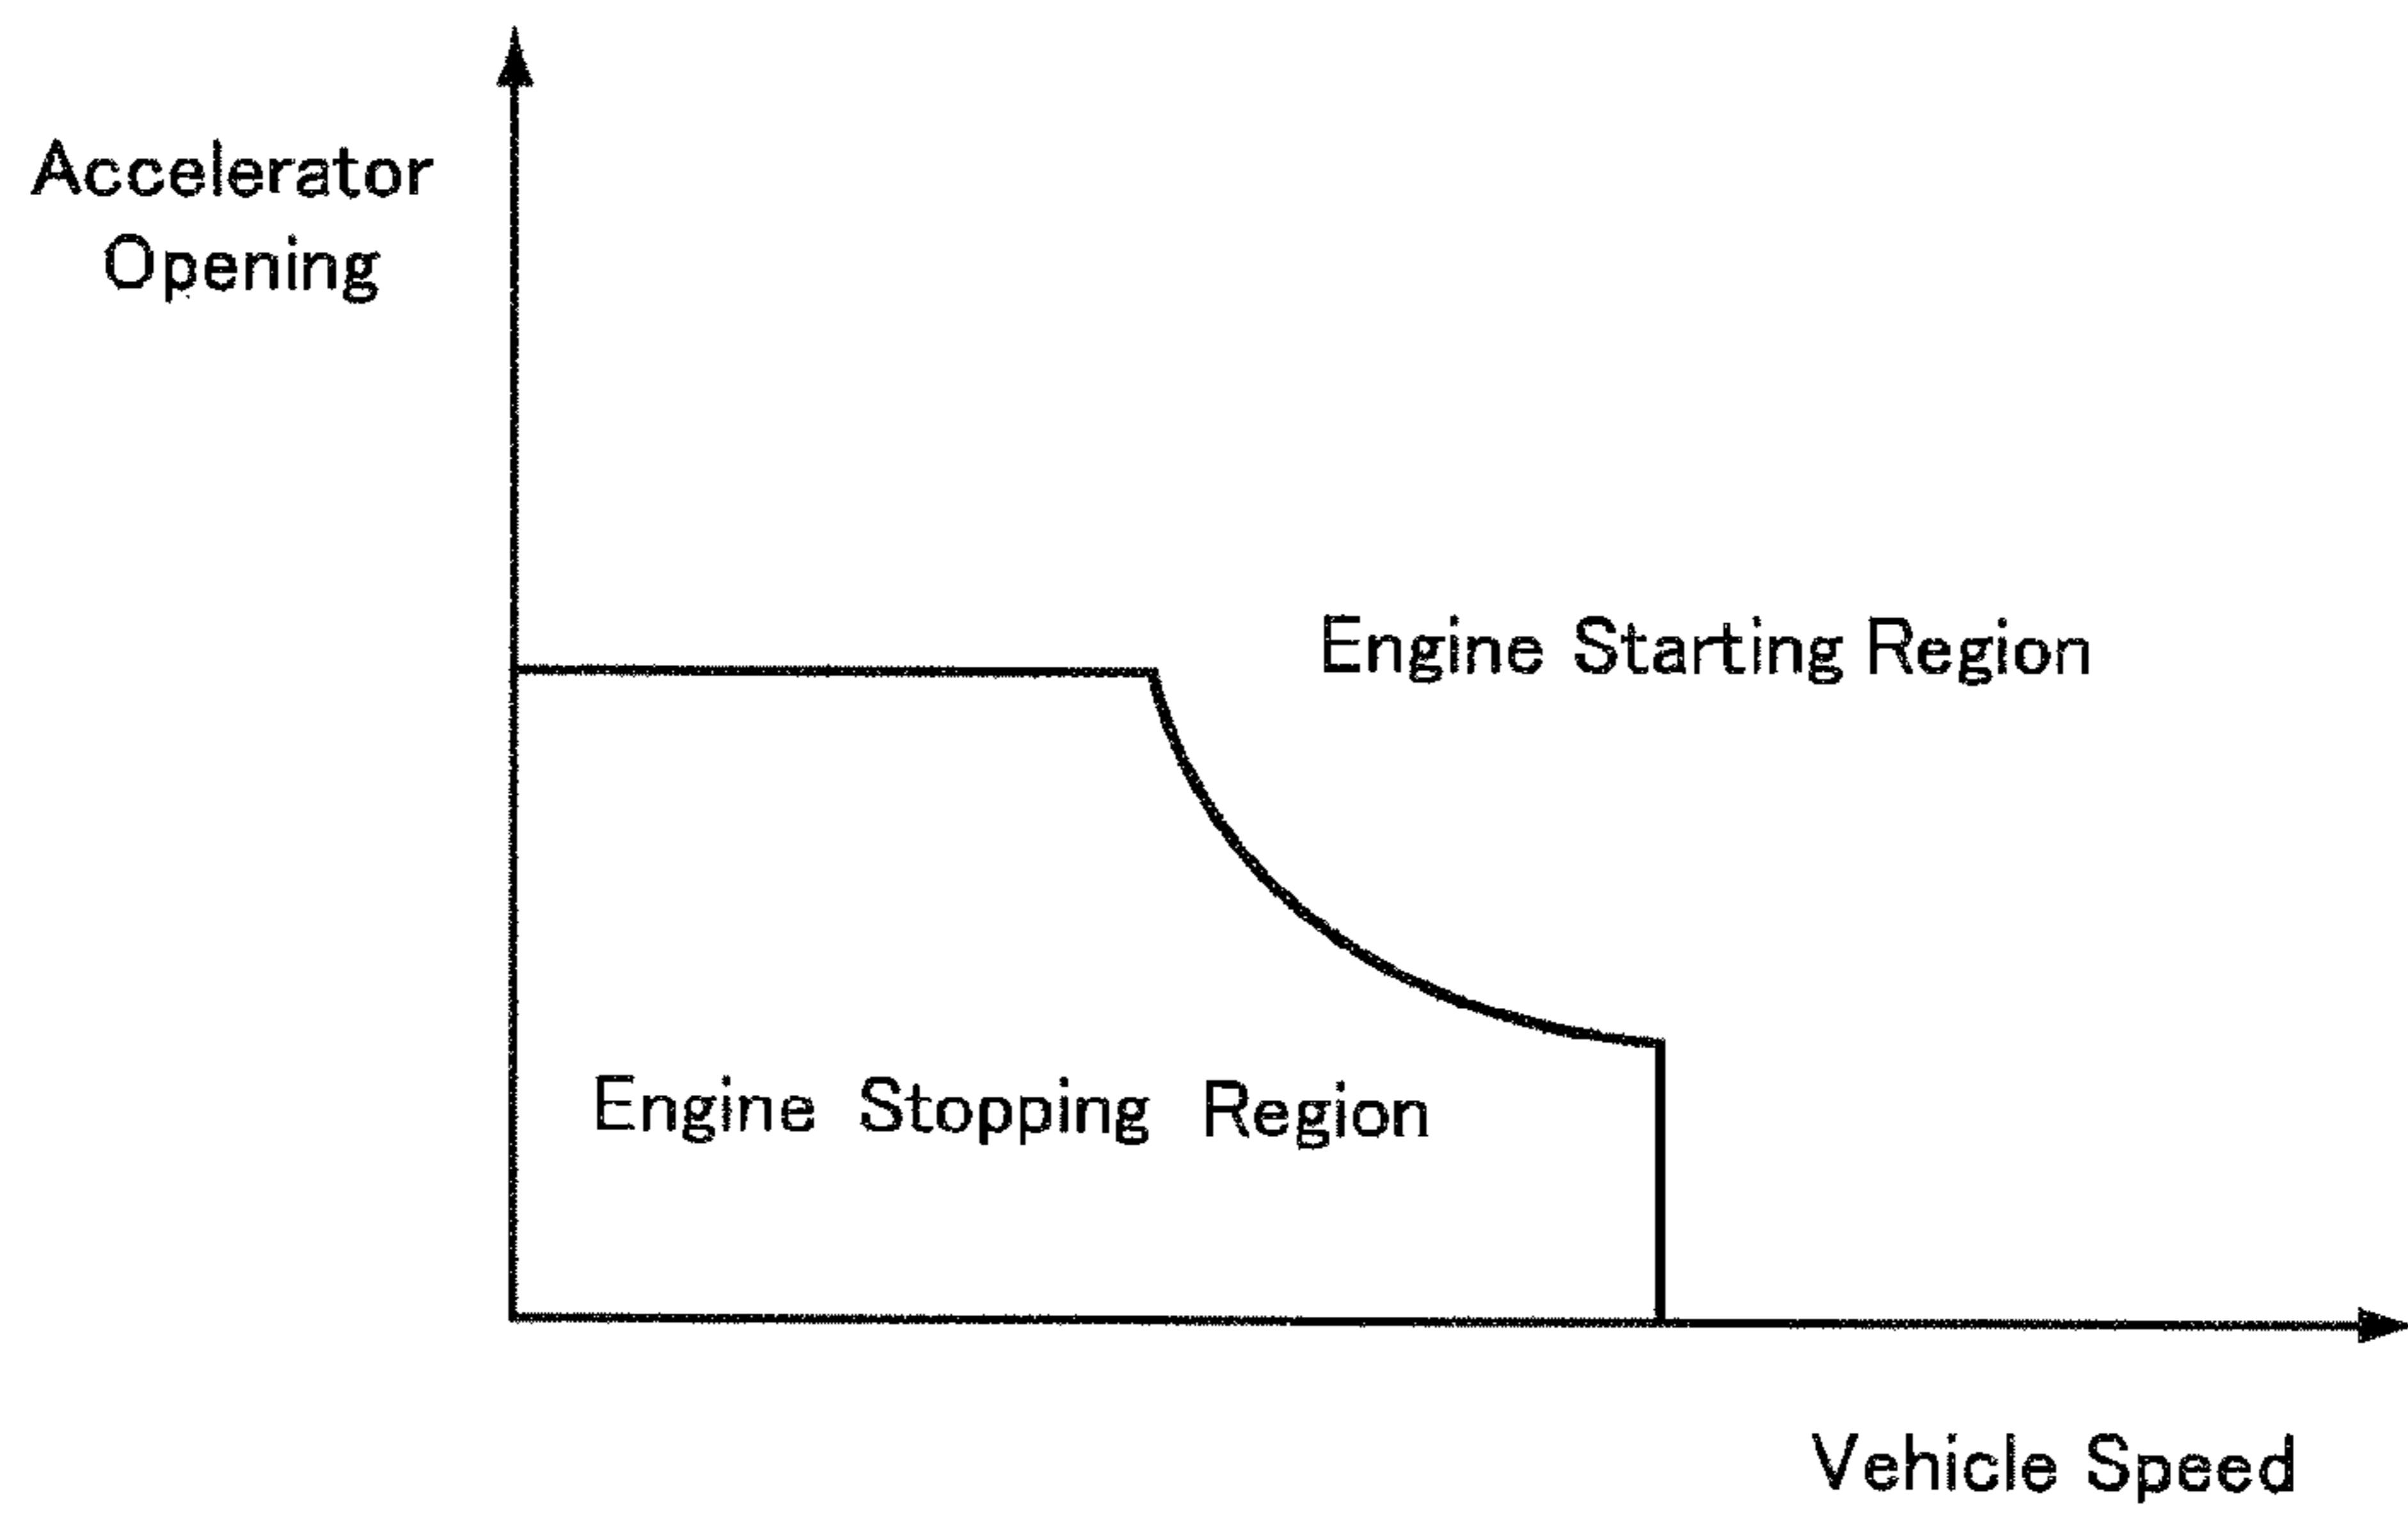 Accelerator
Opening
Engine Starting Region
Engine Stopping Region
Vehicle Speed